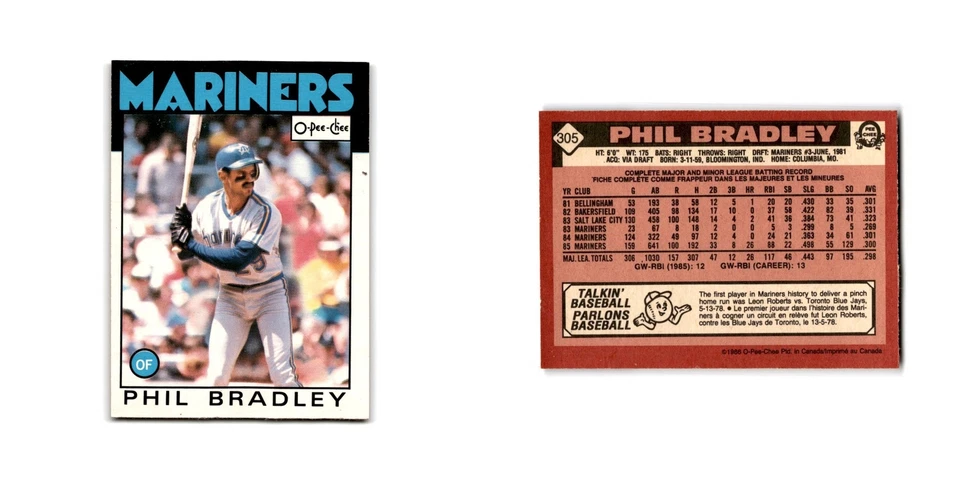 MARINERS
O-Pee-Chee
OF
PHIL BRADLEY
305
PHIL BRADLEY
O PEE CHEE
HT: 6'0" WT: 175 BATS: RIGHT THROWS: RIGHT DRFT: MARINERS #3-JUNE, 1981
ACQ: VIA DRAFT BORN: 3-11-59, BLOOMINGTON, IND. HOME: COLUMBIA, MO.
COMPLETE MAJOR AND MINOR LEAGUE BATTING RECORD
FICHE COMPLÈTE COMME FRAPPEUR DANS LES MAJEURES ET LES MINEURES
YR CLUB G AB R H 2B 3B HR RBI SB SLG BB SO AVG
81 BELLINGHAM 53 193 38 58 12 5 1 20 20 .430 33 35 .301
82 BAKERSFIELD 109 405 98 134 17 10 0 37 58 .422 82 39 .331
83 SALT LAKE CITY 130 458 100 148 14 4 2 41 36 .384 73 41 .323
83 MARINERS 23 67 8 18 2 0 0 5 3 .299 8 5 .269
84 MARINERS 124 322 49 97 12 4 0 24 21 .363 34 61 .301
85 MARINERS 159 641 100 192 33 8 26 88 22 .498 55 129 .300
MAJ. LEA. TOTALS 306 1030 157 307 47 12 26 117 46 .443 97 195 .298
GW-RBI (1985): 12 GW-RBI (CAREER): 13
TALKIN' BASEBALL
PARLONS BASEBALL
The first player in Mariners history to deliver a pinch
home run was Leon Roberts vs. Toronto Blue Jays,
5-13-78. • Le premier joueur dans l'histoire des Mari-
ners à cogner un circuit en relève fut Leon Roberts,
contre les Blue Jays de Toronto, le 13-5-78.
©1986 O-Pee-Chee Ptd. in Canada/Imprimé au Canada